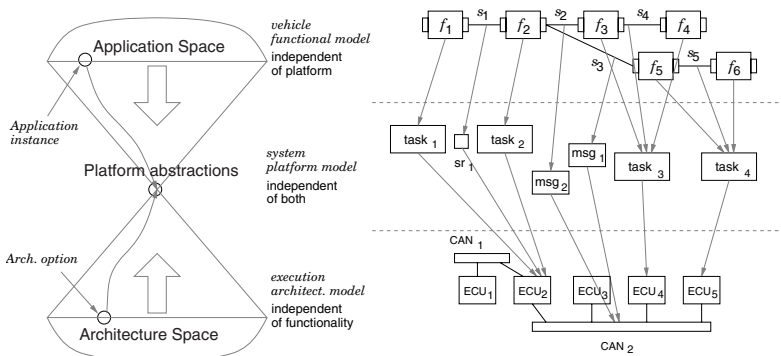 vehicle
functional model
Application Space
independent
of platform
Application
instance
system
platform model
Platform abstractions
independent
of both
Arch. option
execution
architect. model
independent
of functionality
Architecture Space
f1 s1 f2 s2 f3 s4 f4
s3 f5 s5 f6
task 1
sr 1
task 2
msg 2
msg 1
task 3
task 4
CAN 1
ECU1 ECU2 ECU3 ECU4 ECU5
CAN 2